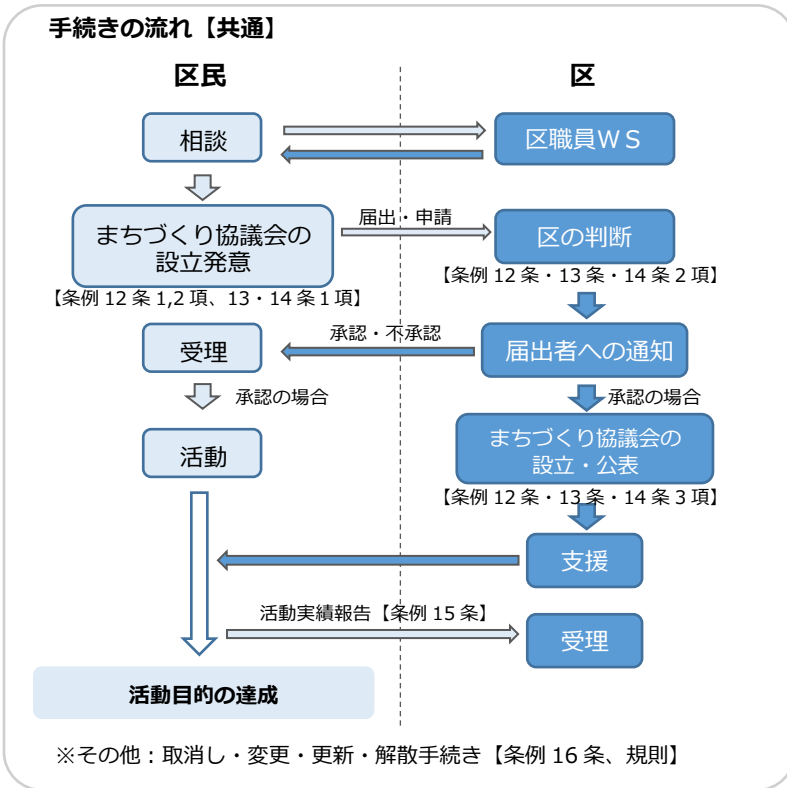 手続きの流れ【共通】
区民
区
相談
区職員ＷＳ
まちづくり協議会の
設立発意
【条例 12 条 1,2 項、13・14 条１項】
届出・申請
区の判断
【条例 12 条・13 条・14 条２項】
受理
承認・不承認
届出者への通知
承認の場合
承認の場合
活動
まちづくり協議会の
設立・公表
【条例 12 条・13 条・14 条３項】
支援
活動実績報告【条例 15 条】
受理
活動目的の達成
※その他：取消し・変更・更新・解散手続き【条例 16 条、規則】